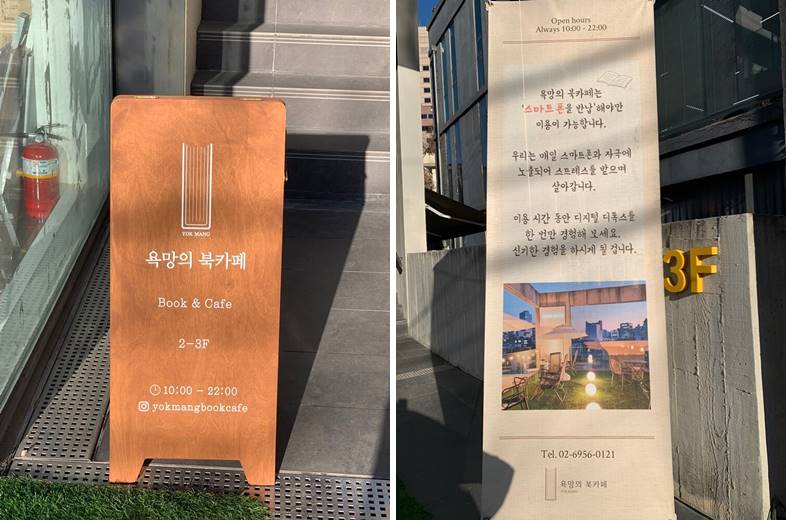 YOK MANG
욕망의 북카페
Book & Cafe
2-3F
10:00 - 22:00
yokmangbookcafe
Open hours
Always 10:00 - 22:00
욕망의 북카페는
'스마트폰을 반납'해야만
이용이 가능합니다.
우리는 매일 스마트폰과 자극에
노출되어 스트레스를 받으며
살아갑니다.
이용 시간 동안 디지털 디톡스를
한 번만 경험해 보세요.
신기한 경험을 하시게 될 겁니다.
3F
Tel. 02-6956-0121
욕망의 북카페
YOK MANG